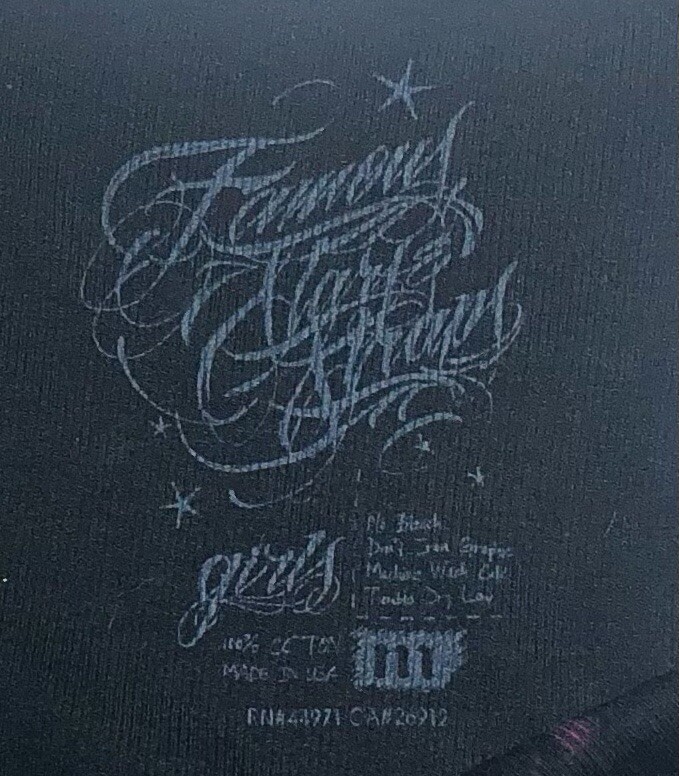 Famous
Stars &
Straps
girls
No Bleach
Don't Iron Graphic
Machine Wash Cold
Tumble Dry Low
100% COTTON
MADE IN USA
m
RN#44971 CA#26912